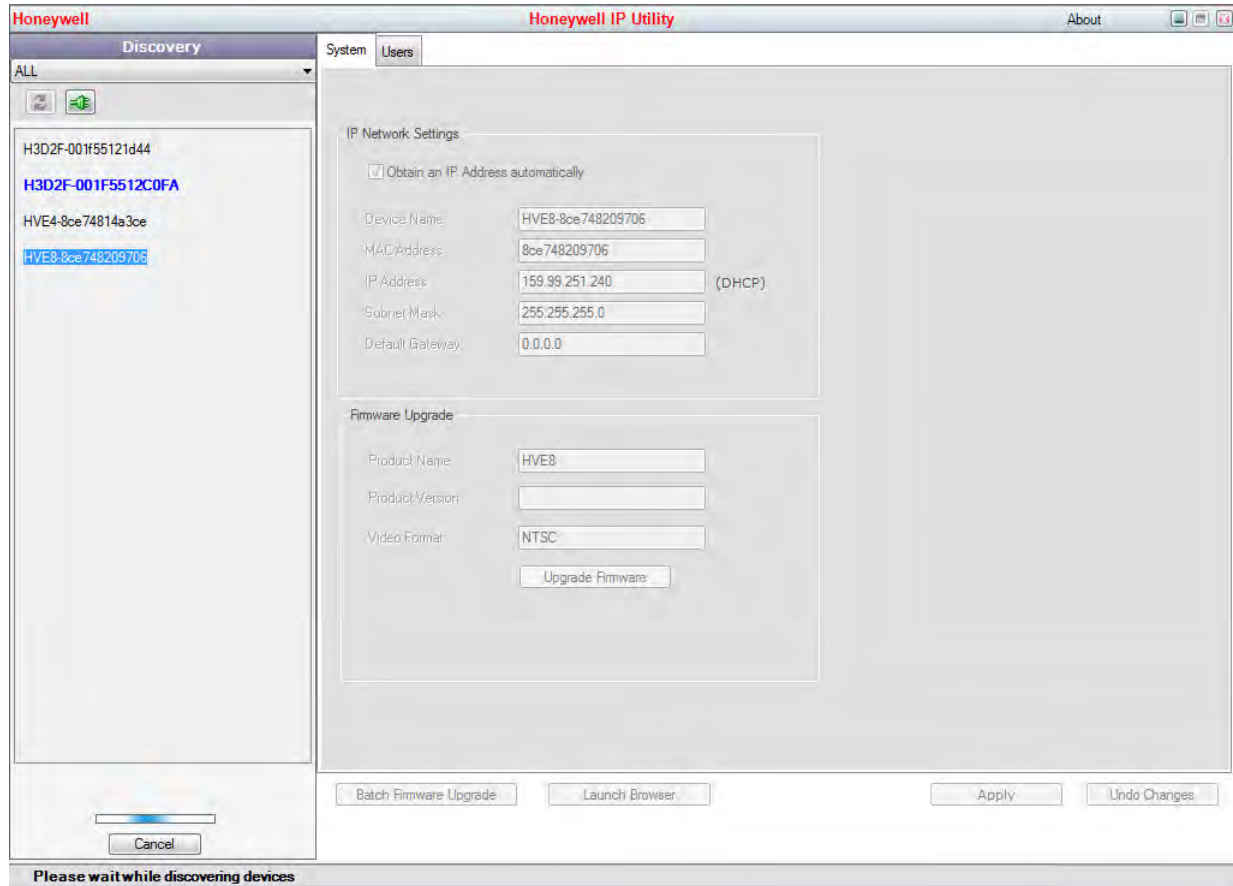 Honeywell Honeywell IP Utility About
Discovery
System Users
ALL
H3D2F-001f55121d44
H3D2F-001F5512C0FA
HVE4-8ce74814a3ce
HVE8-8ce748209706
IP Network Settings
Obtain an IP Address automatically
Device Name HVE8-8ce748209706
MAC Address 8ce748209706
IP Address 159.99.251.240 (DHCP)
Subnet Mask 255.255.255.0
Default Gateway 0.0.0.0
Firmware Upgrade
Product Name HVE8
Product Version
Video Format NTSC
Upgrade Firmware
Batch Firmware Upgrade Launch Browser Apply Undo Changes
Cancel
Please wait while discovering devices